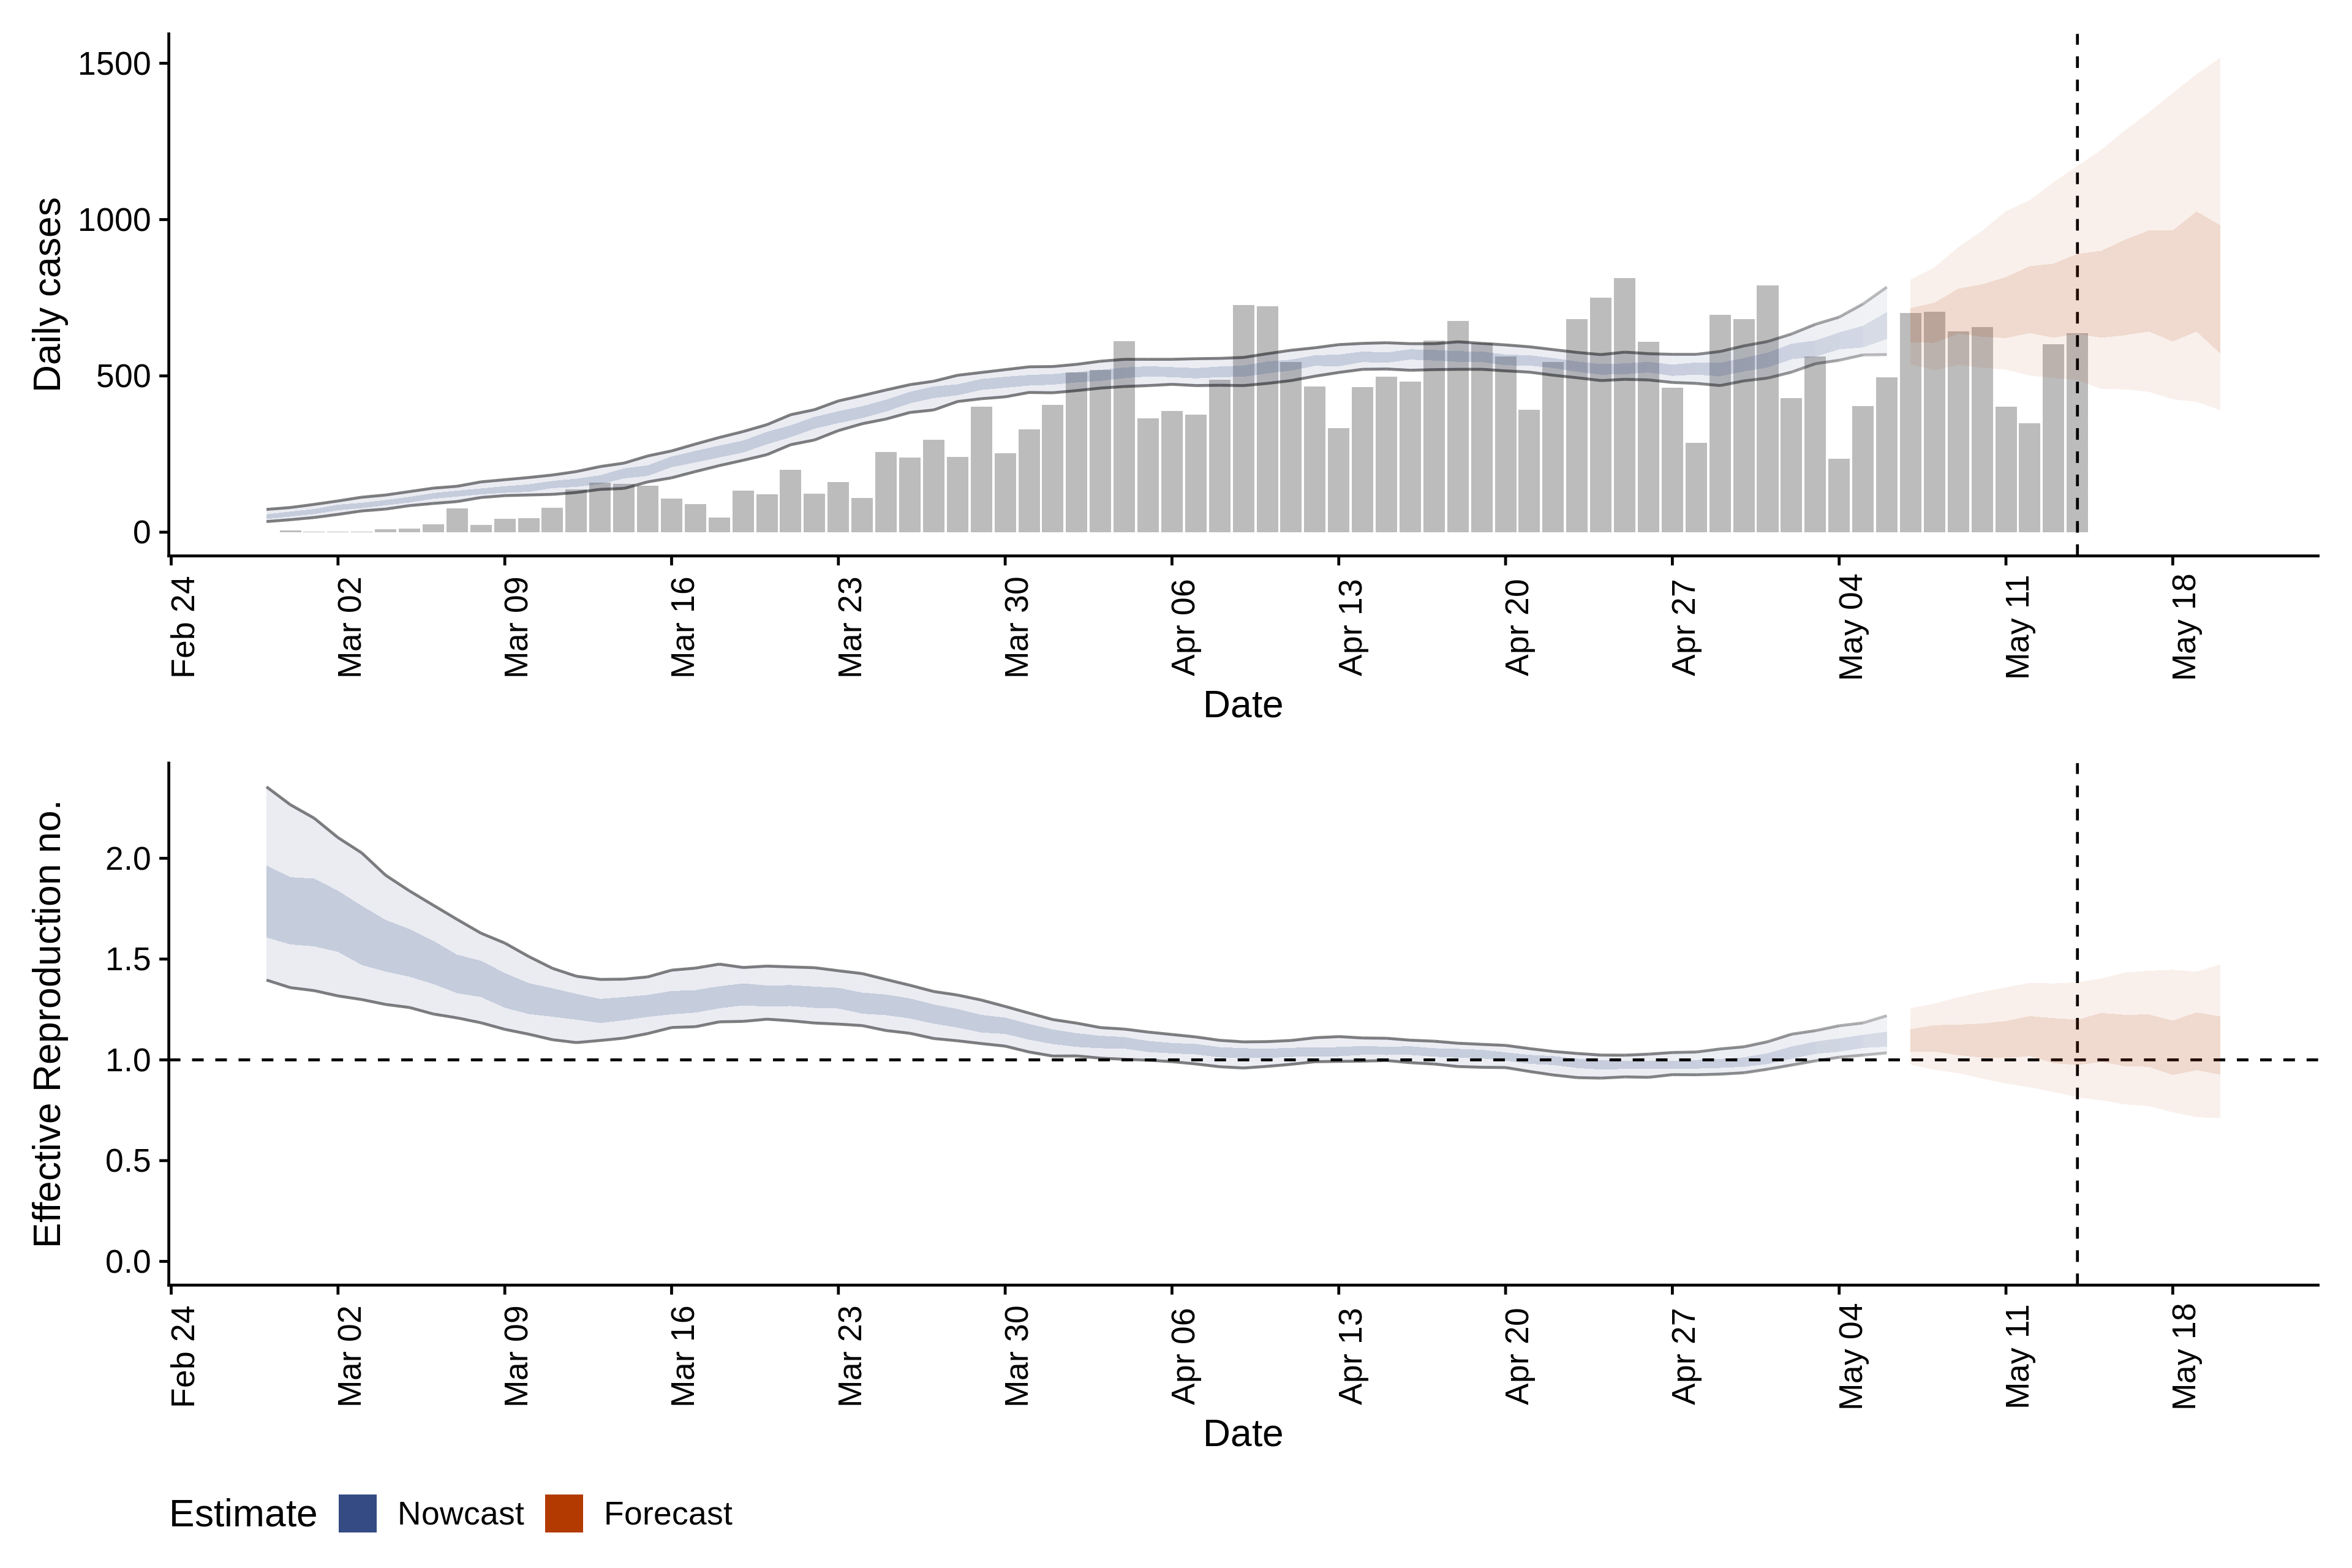 Daily cases
1500
1000
500
0
Feb 24
Mar 02
Mar 09
Mar 16
Mar 23
Mar 30
Apr 06
Apr 13
Apr 20
Apr 27
May 04
May 11
May 18
Date
Effective Reproduction no.
2.0
1.5
1.0
0.5
0.0
Feb 24
Mar 02
Mar 09
Mar 16
Mar 23
Mar 30
Apr 06
Apr 13
Apr 20
Apr 27
May 04
May 11
May 18
Date
Estimate Nowcast Forecast